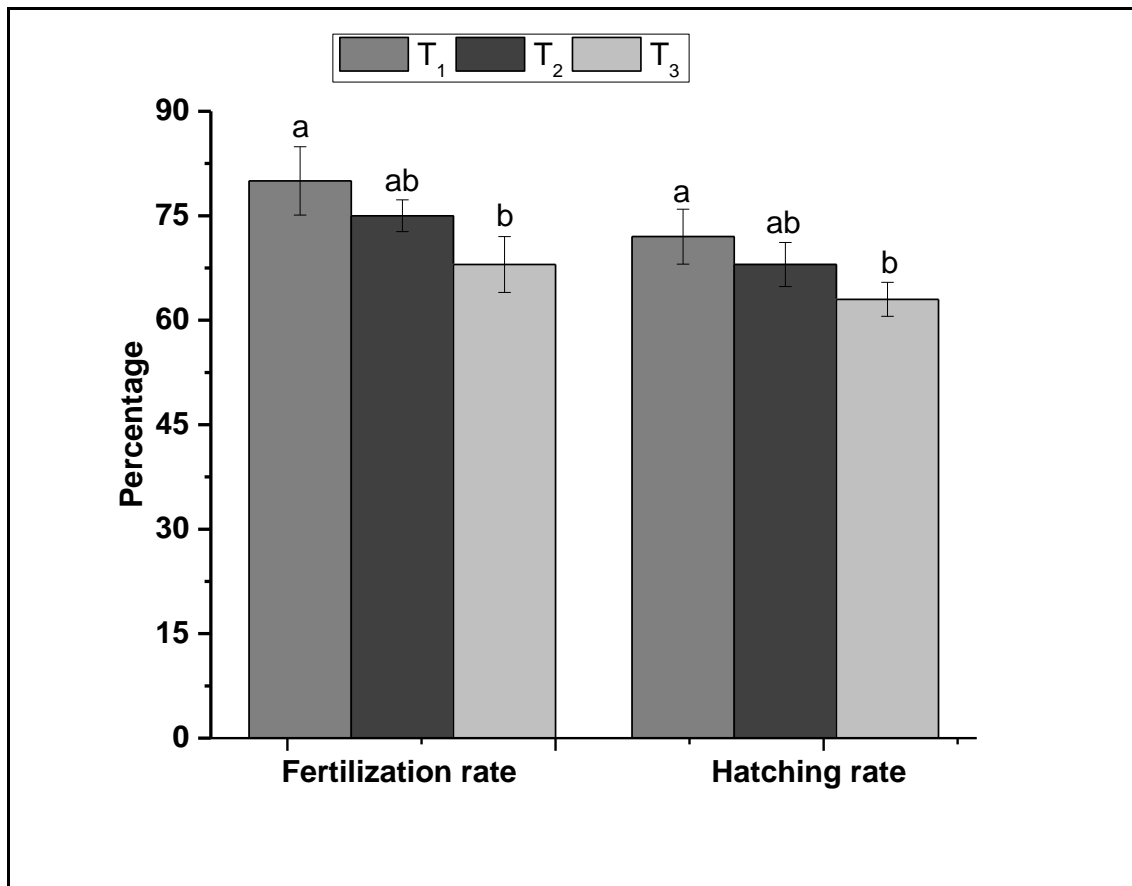 T1 T2 T3
90
75
60
45
30
15
0
Percentage
a
ab
b
a
ab
b
Fertilization rate
Hatching rate